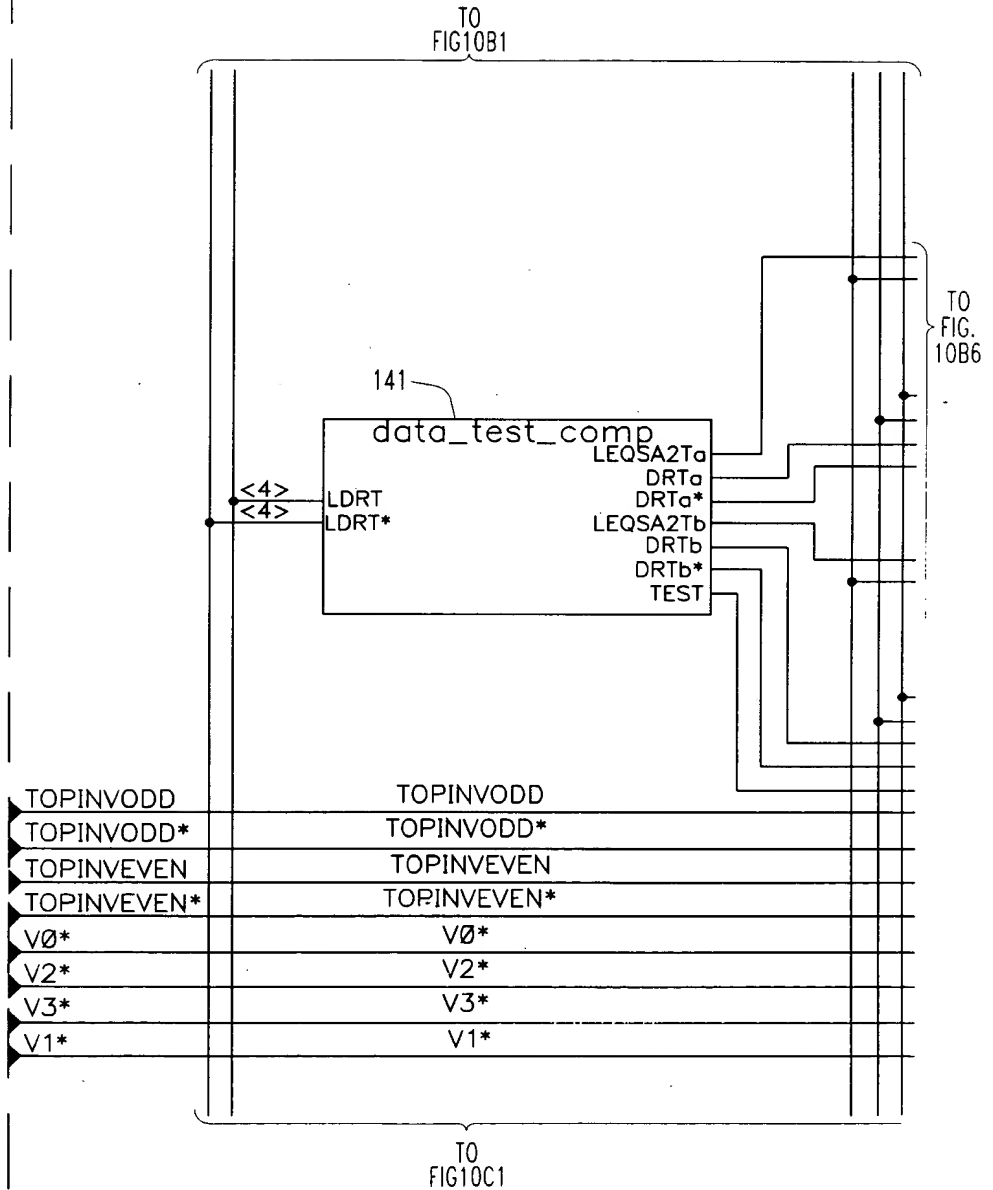 TO
FIG10B1
TO
FIG.
10B6
141
data_test_comp
LEQSA2Ta
DRTa
<4>
LDRT
DRTa*
<4>
LDRT*
LEQSA2Tb
DRTb
DRTb*
TEST
TOPINVODD
TOPINVODD
TOPINVODD*
TOPINVODD*
TOPINVEVEN
TOPINVEVEN
TOPINVEVEN*
TOPINVEVEN*
VØ*
VØ*
V2*
V2*
V3*
V3*
V1*
V1*
TO
FIG10C1